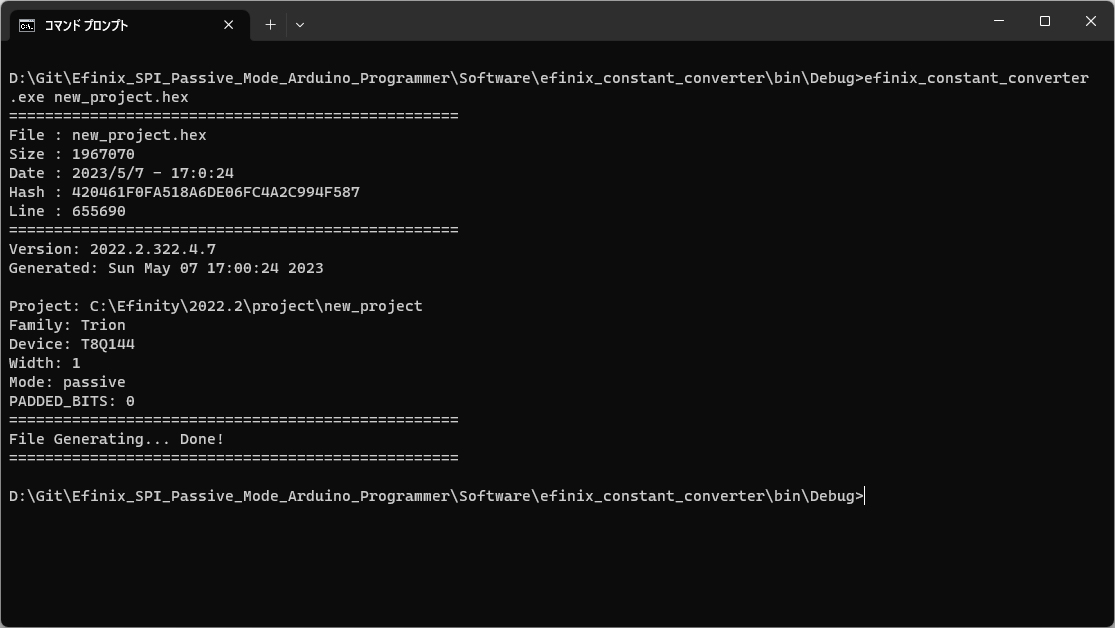 コマンド プロンプト
D:\Git\Efinix_SPI_Passive_Mode_Arduino_Programmer\Software\efinix_constant_converter\bin\Debug>efinix_constant_converter
.exe new_project.hex
==================================================
File : new_project.hex
Size : 1967070
Date : 2023/5/7 - 17:0:24
Hash : 420461F0FA518A6DE06FC4A2C994F587
Line : 655690
==================================================
Version: 2022.2.322.4.7
Generated: Sun May 07 17:00:24 2023
Project: C:\Efinity\2022.2\project\new_project
Family: Trion
Device: T8Q144
Width: 1
Mode: passive
PADDED_BITS: 0
==================================================
File Generating... Done!
==================================================
D:\Git\Efinix_SPI_Passive_Mode_Arduino_Programmer\Software\efinix_constant_converter\bin\Debug>